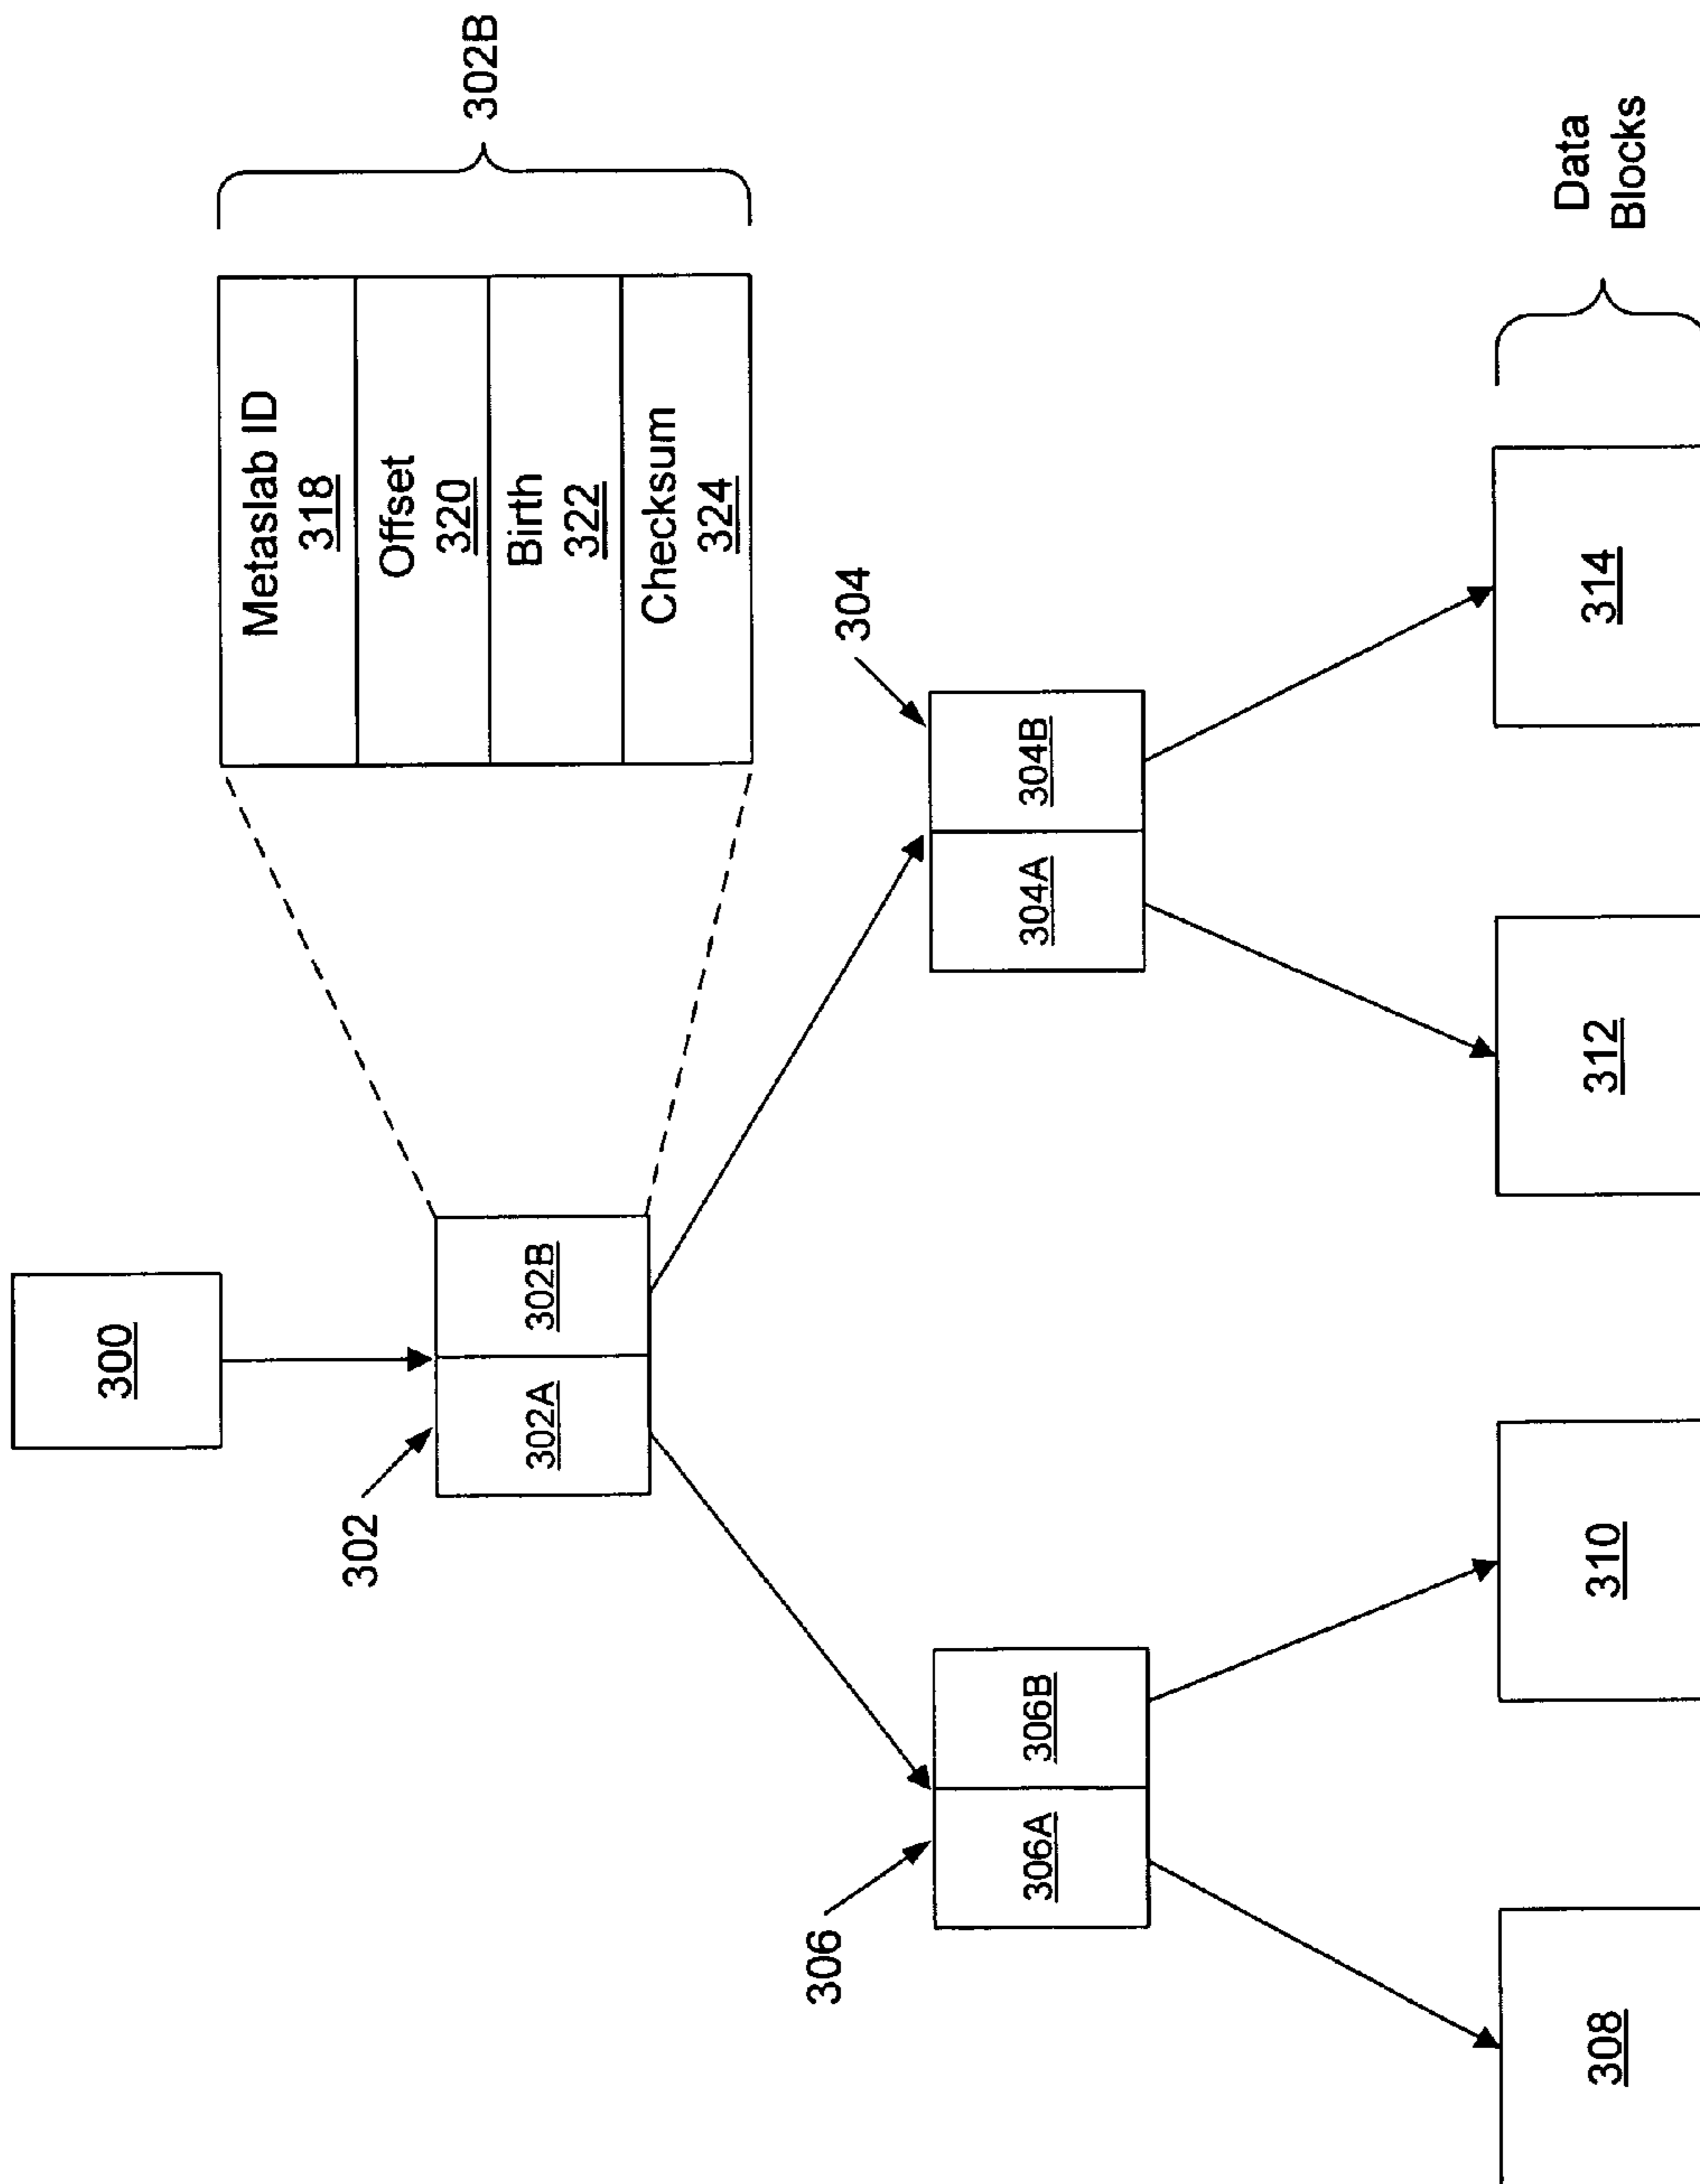 300
302
302A
302B
Metaslab ID
318
Offset
320
Birth
322
Checksum
324
302B
306
306A
306B
304
304A
304B
308
310
312
314
Data
Blocks